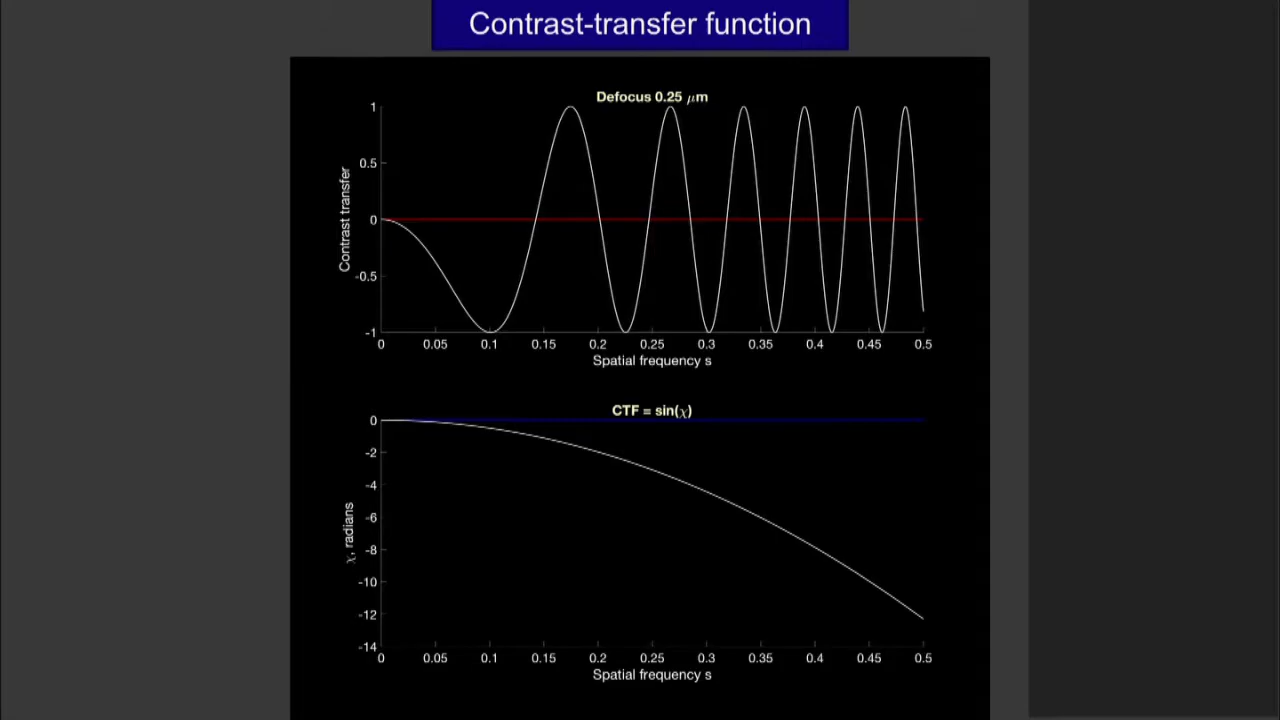 Contrast-transfer function
Defocus 0.25 μm
1
0.5
0
-0.5
-1
Contrast transfer
0 0.05 0.1 0.15 0.2 0.25 0.3 0.35 0.4 0.45 0.5
Spatial frequency s
CTF = sin(χ)
0
-2
-4
-6
-8
-10
-12
-14
χ, radians
0 0.05 0.1 0.15 0.2 0.25 0.3 0.35 0.4 0.45 0.5
Spatial frequency s